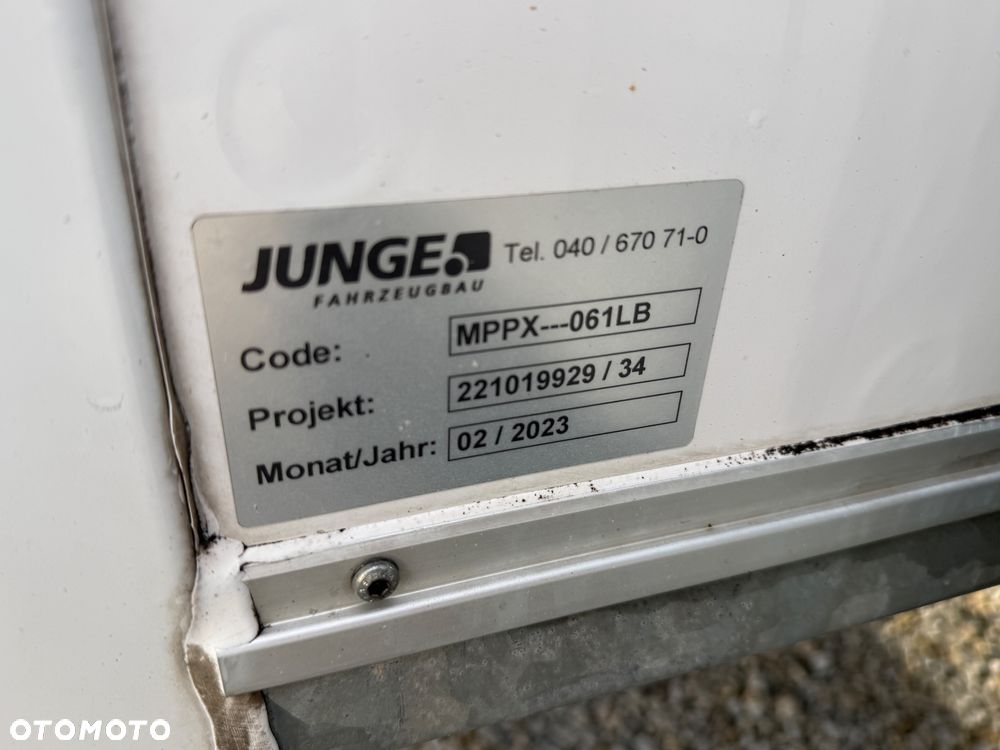 JUNGE Tel. 040 / 670 71-0
FAHRZEUGBAU
Code: MPPX---061LB
Projekt: 221019929 / 34
Monat/Jahr: 02 / 2023
OTOMOTO